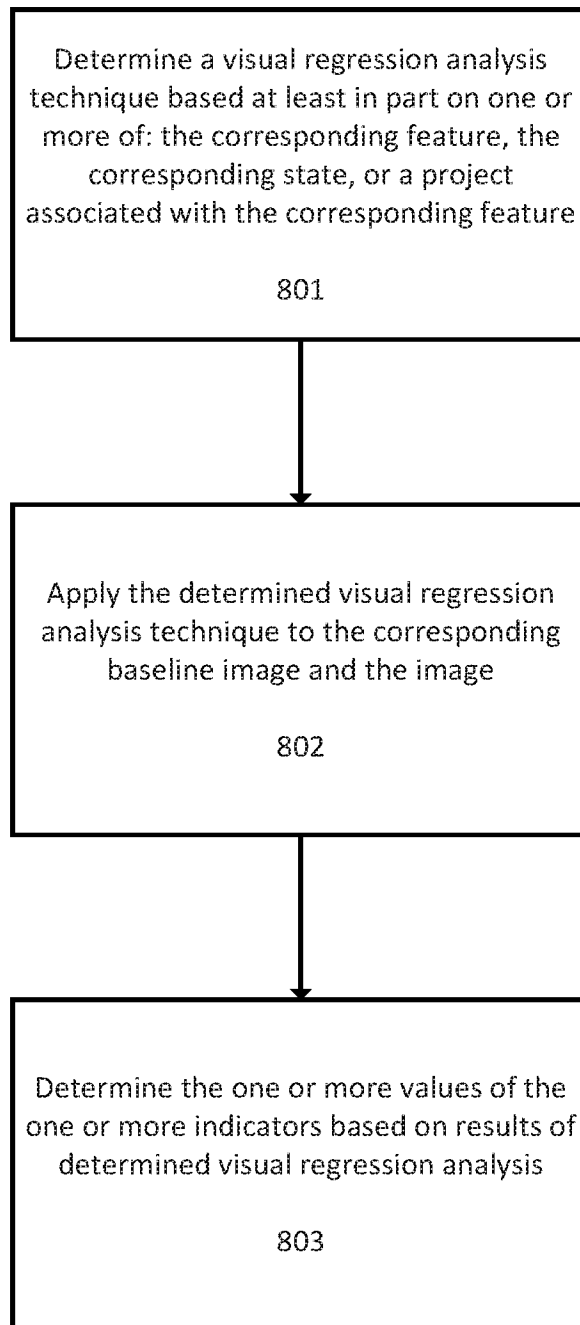 Determine a visual regression analysis
technique based at least in part on one or
more of: the corresponding feature, the
corresponding state, or a project
associated with the corresponding feature
801
Apply the determined visual regression
analysis technique to the corresponding
baseline image and the image
802
Determine the one or more values of the
one or more indicators based on results of
determined visual regression analysis
803